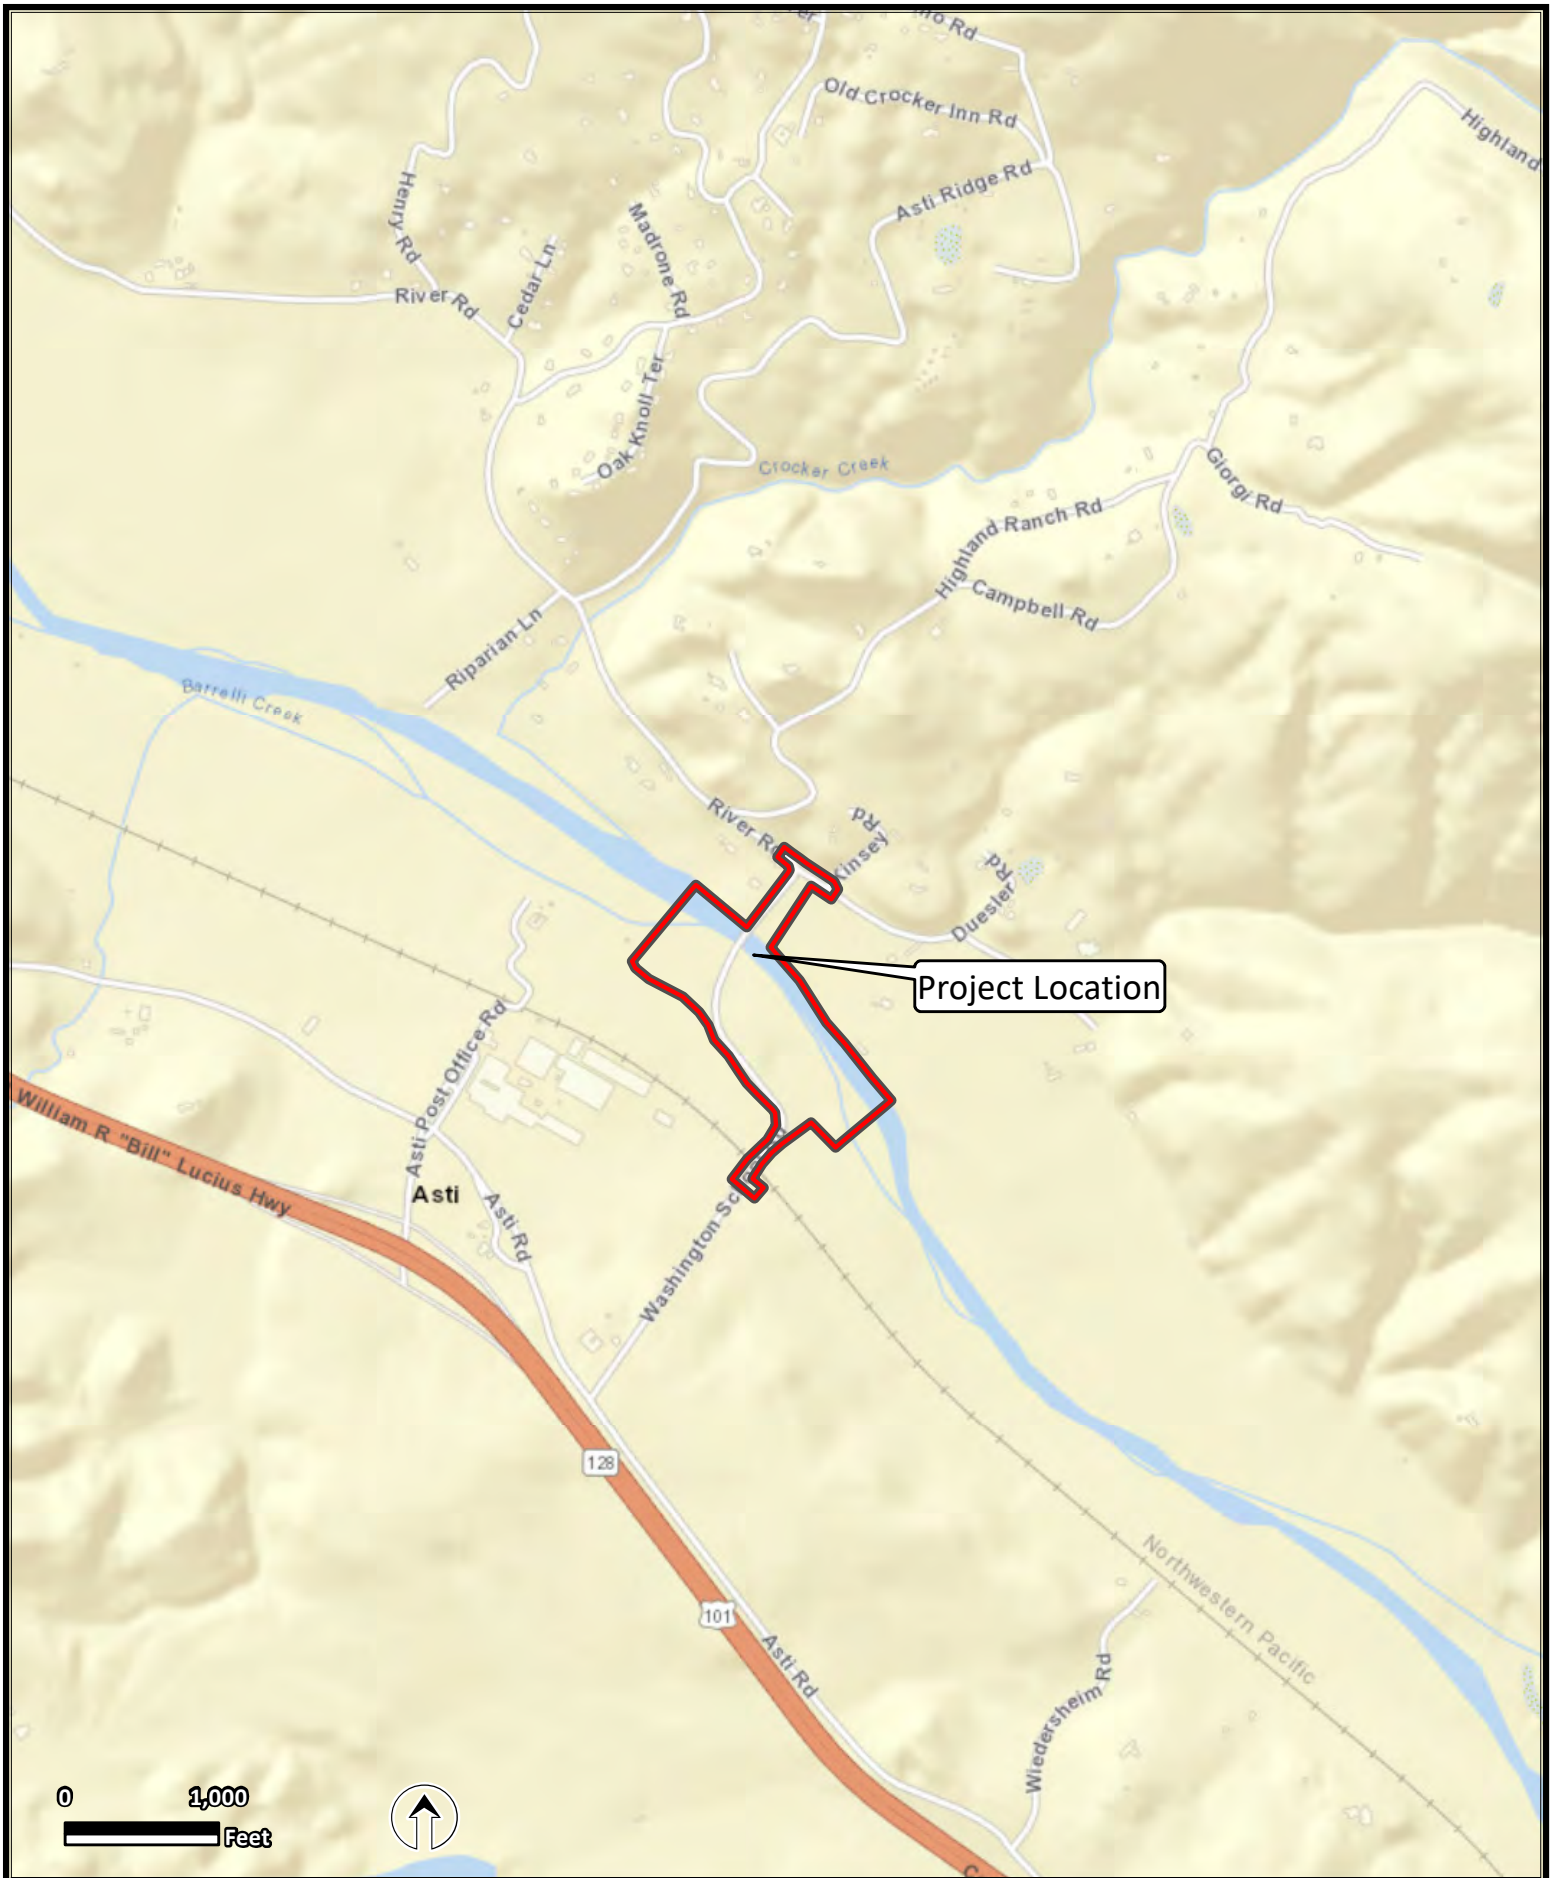 Old Crocker Inn Rd
Highland
Asti Ridge Rd
Henry Rd
Madrone Rd
Cedar Ln
River Rd
Oak Knoll Ter
Crocker Creek
Giorgi Rd
Highland Ranch Rd
Campbell Rd
Riparian Ln
Barrelli Creek
River Rd
Kinsey Rd
Duesler Rd
Project Location
Asti Post Office Rd
William R "Bill" Lucius Hwy
Asti
Asti Rd
Washington
128
Northwestern Pacific
101
Asti Rd
Wiedersheim Rd
0 1,000
Feet